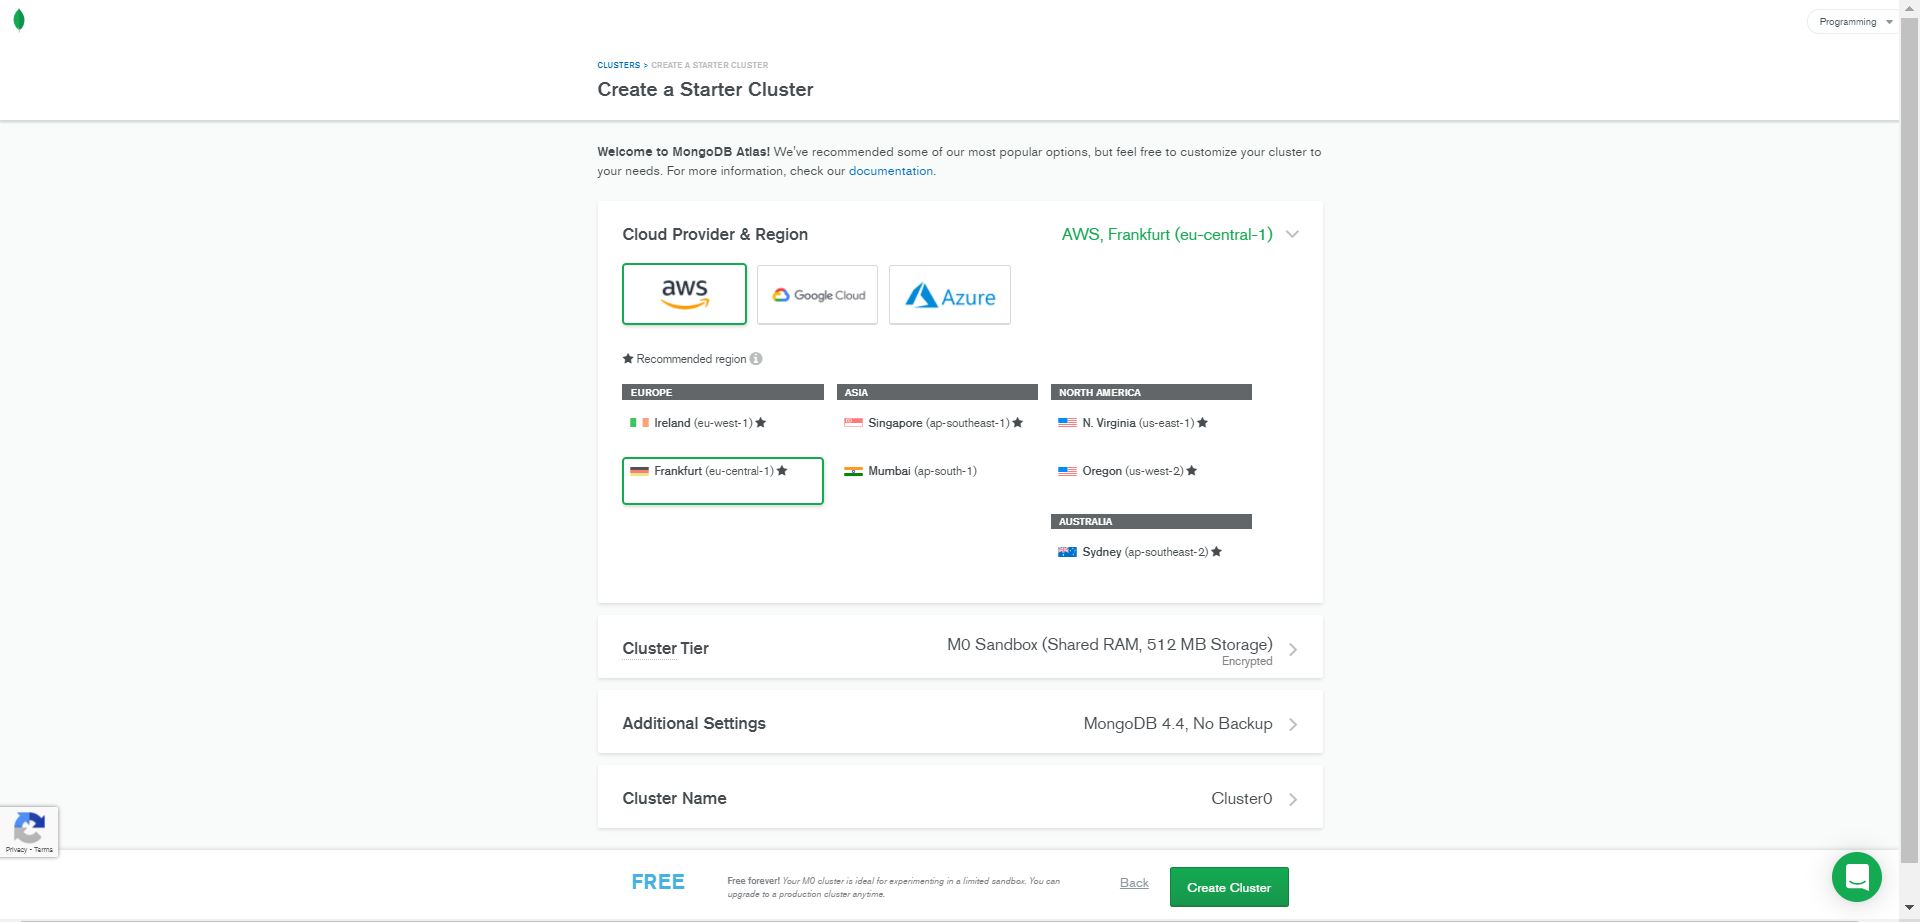 Programming
CLUSTERS > CREATE A STARTER CLUSTER
Create a Starter Cluster
Welcome to MongoDB Atlas! We've recommended some of our most popular options, but feel free to customize your cluster to
your needs. For more information, check our documentation.
Cloud Provider & Region
AWS, Frankfurt (eu-central-1)
aws
Google Cloud
Azure
★ Recommended region
EUROPE
Ireland (eu-west-1) ★
Frankfurt (eu-central-1) ★
ASIA
Singapore (ap-southeast-1) ★
Mumbai (ap-south-1)
NORTH AMERICA
N. Virginia (us-east-1) ★
Oregon (us-west-2) ★
AUSTRALIA
Sydney (ap-southeast-2) ★
Cluster Tier
M0 Sandbox (Shared RAM, 512 MB Storage)
Encrypted
Additional Settings
MongoDB 4.4, No Backup
Cluster Name
Cluster0
Privacy - Terms
FREE
Free forever! Your M0 cluster is ideal for experimenting in a limited sandbox. You can
upgrade to a production cluster anytime.
Back
Create Cluster